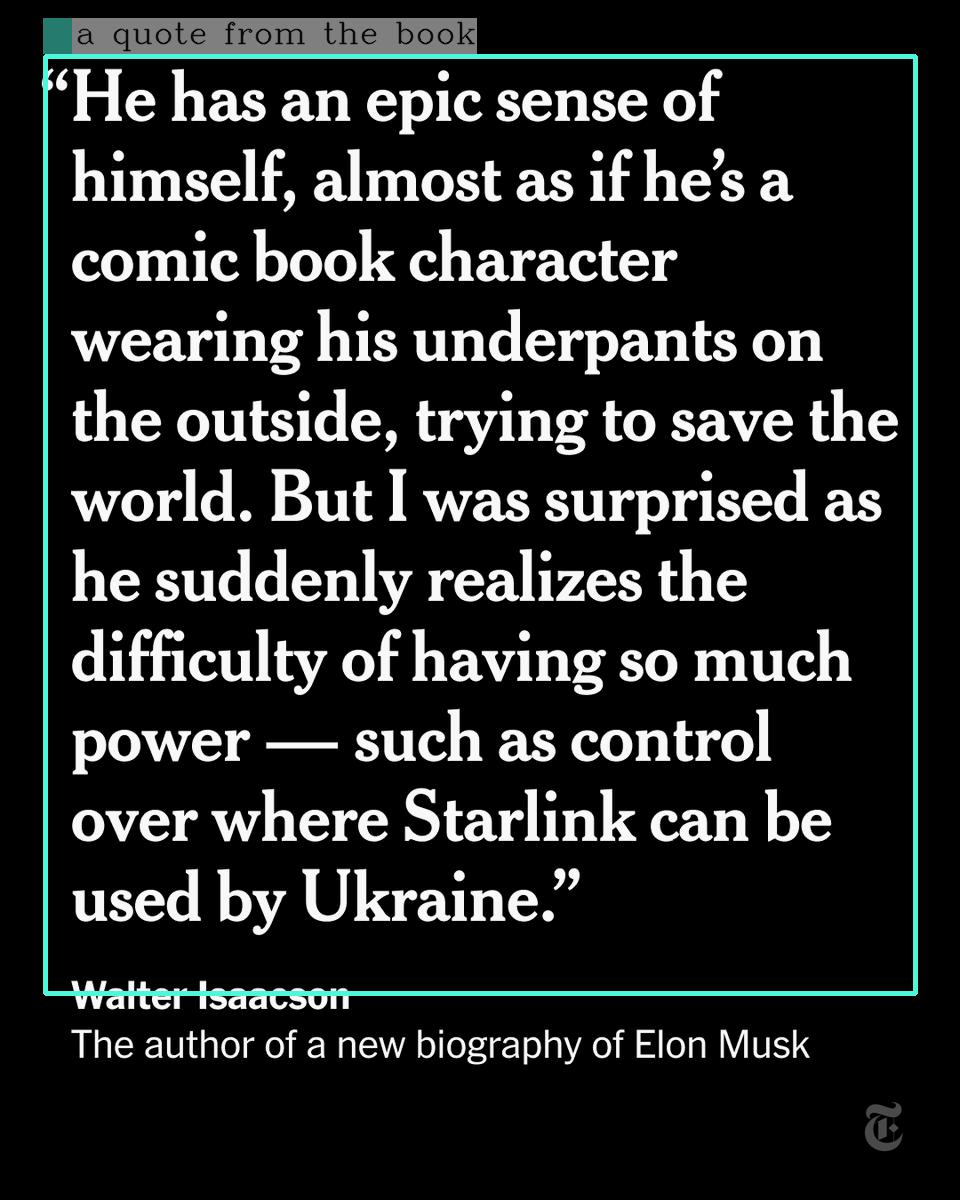 a quote from the book
“He has an epic sense of
himself, almost as if he’s a
comic book character
wearing his underpants on
the outside, trying to save the
world. But I was surprised as
he suddenly realizes the
difficulty of having so much
power — such as control
over where Starlink can be
used by Ukraine.”
Walter Isaacson
The author of a new biography of Elon Musk
T